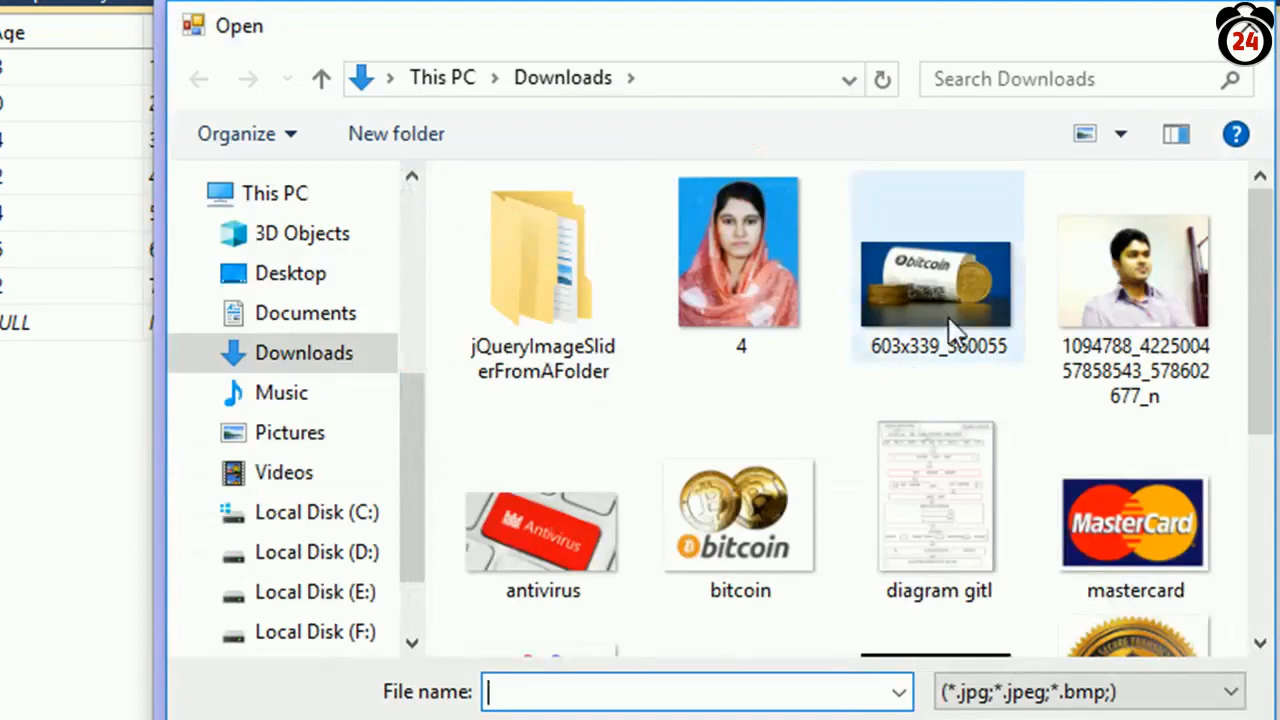 Age
Open
24
This PC > Downloads >
Search Downloads
Organize
New folder
This PC
3D Objects
Desktop
Documents
Downloads
Music
Pictures
Videos
Local Disk (C:)
Local Disk (D:)
Local Disk (E:)
Local Disk (F:)
jQueryImageSlid
erFromAFolder
4
bitcoin
1094788_4225004
57858543_578602
677_n
Antivirus
antivirus
bitcoin
bitcoin
diagram gitl
MasterCard
mastercard
File name:
(*.jpg;*.jpeg;*.bmp;)